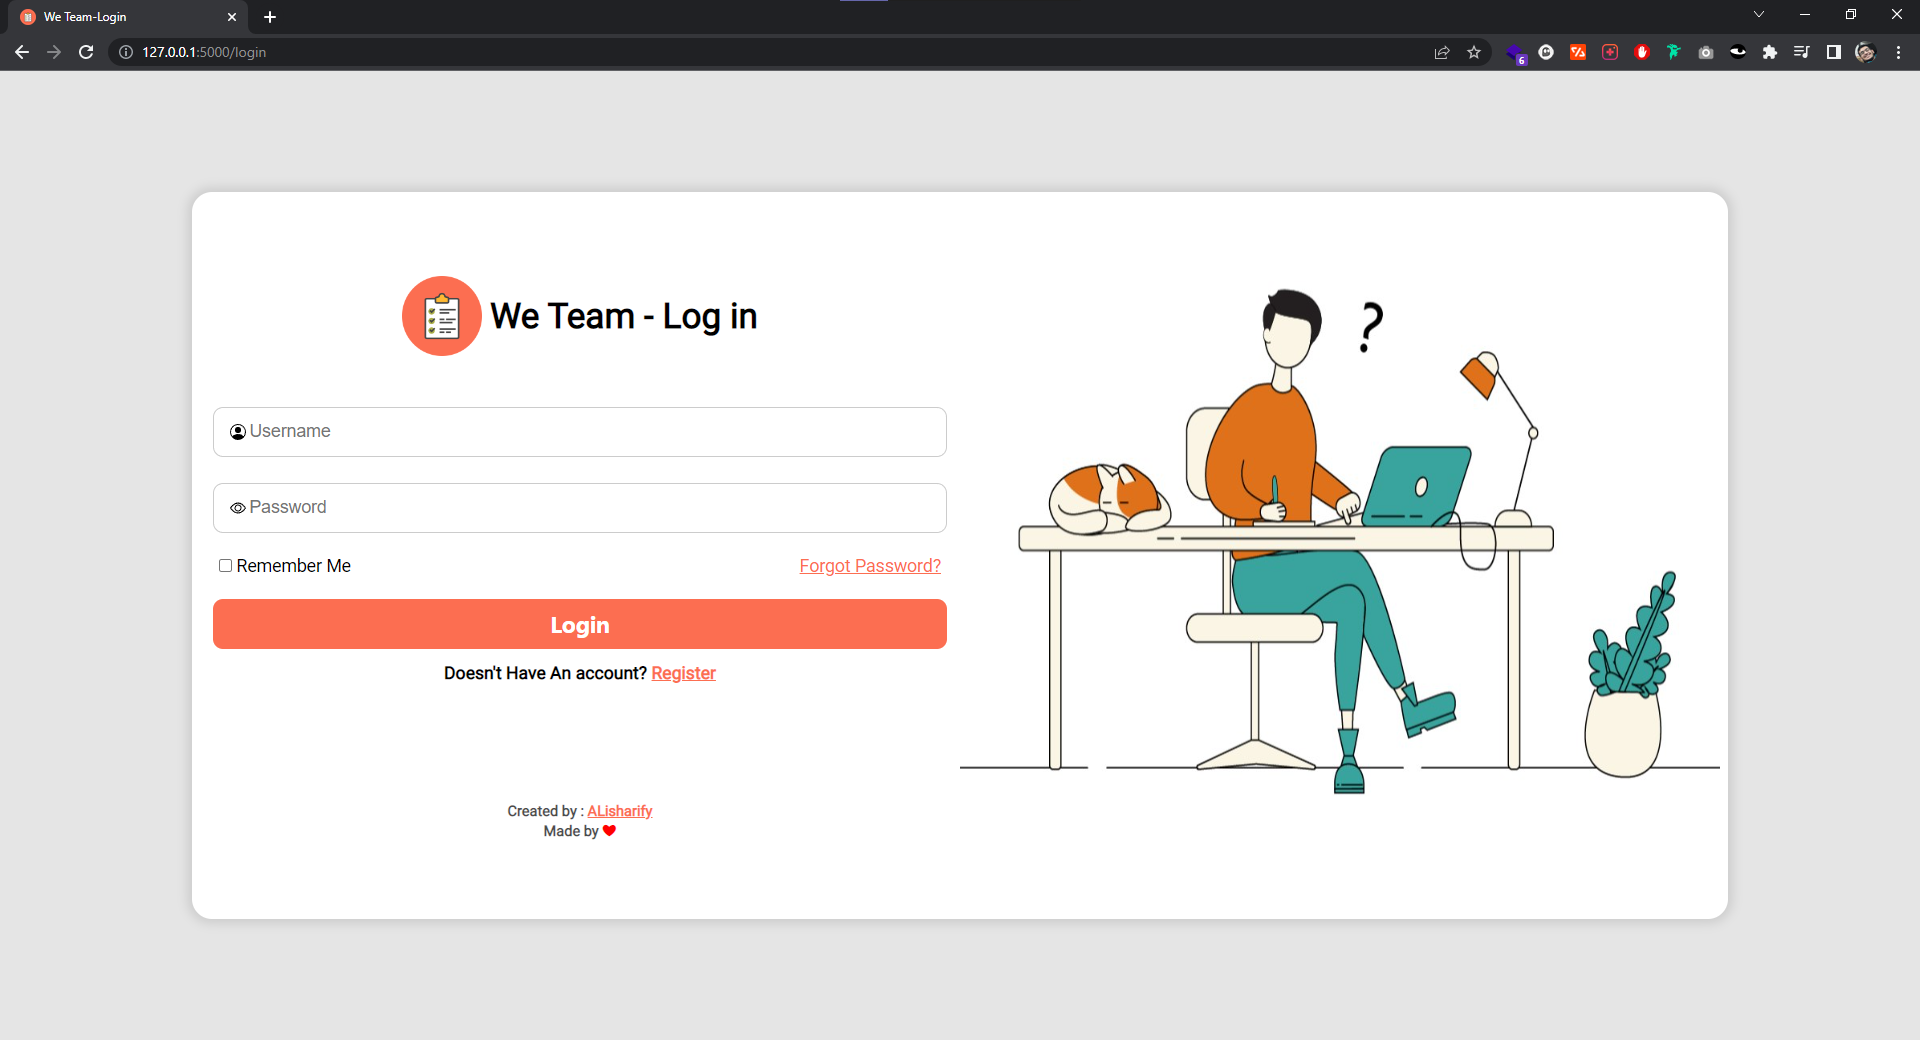 We Team-Login
127.0.0.1:5000/login
6
We Team - Log in
Username
Password
Remember Me
Forgot Password?
Login
Doesn't Have An account? Register
Created by : ALisharify
Made by ❤
?